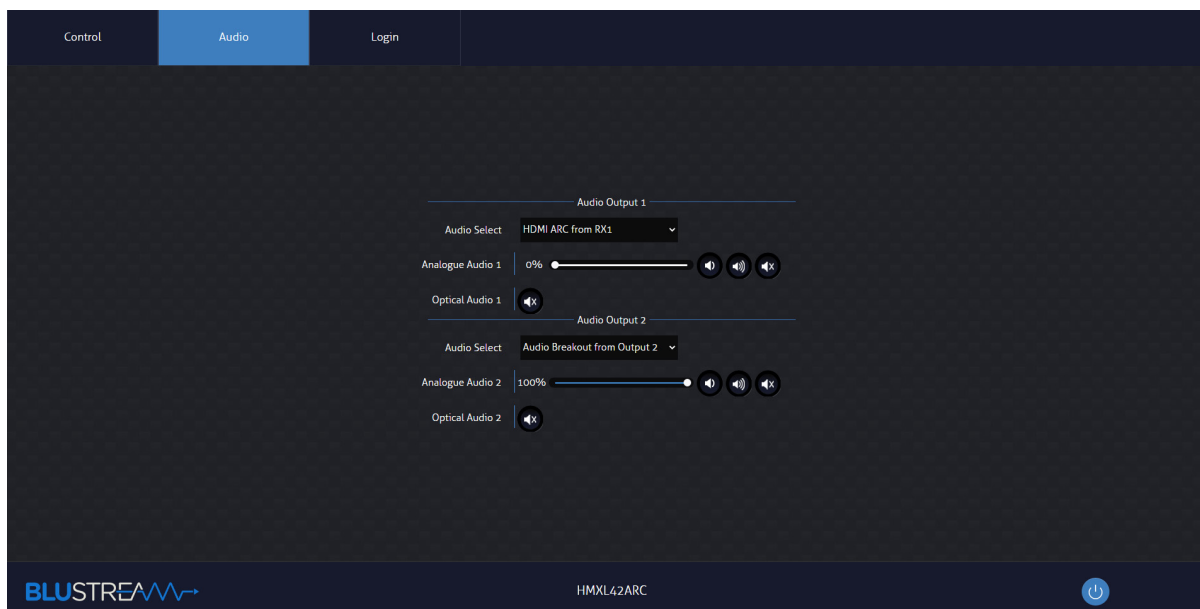 Control Audio Login
Audio Output 1
Audio Select HDMI ARC from RX1
Analogue Audio 1 0%
Optical Audio 1
Audio Output 2
Audio Select Audio Breakout from Output 2
Analogue Audio 2 100%
Optical Audio 2
BLUSTREAM HMXL42ARC